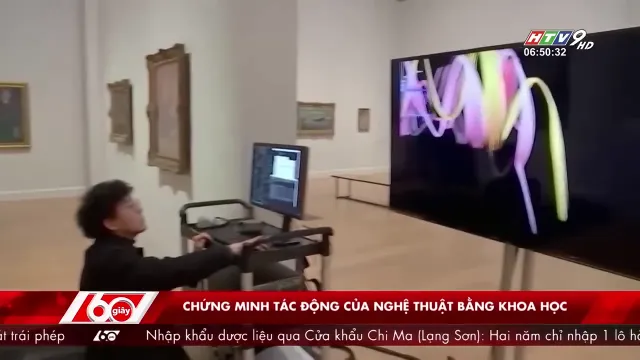 HTV9 HD
06:50:32
60 giây
CHỨNG MINH TÁC ĐỘNG CỦA NGHỆ THUẬT BẰNG KHOA HỌC
trái phép 60 Nhập khẩu dược liệu qua Cửa khẩu Chi Ma (Lạng Sơn): Hai năm chỉ nhập 1 lô